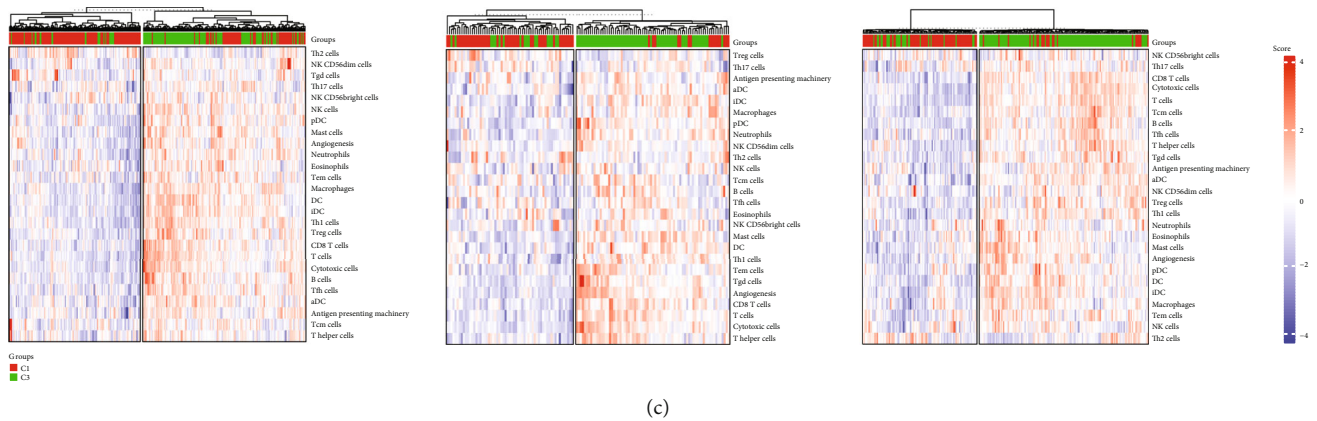 Groups
Th2 cells
NK CD56dim cells
Tgd cells
Th17 cells
NK CD56bright cells
NK cells
pDC
Mast cells
Angiogenesis
Neutrophils
Eosinophils
Tem cells
Macrophages
DC
iDC
Th1 cells
Treg cells
CD8 T cells
T cells
Cytotoxic cells
B cells
Tfh cells
aDC
Antigen presenting machinery
Tcm cells
T helper cells
Groups
C1
C3
Groups
Treg cells
Th17 cells
Antigen presenting machinery
aDC
iDC
Macrophages
pDC
Neutrophils
NK CD56dim cells
Th2 cells
NK cells
Tcm cells
B cells
Tfh cells
Eosinophils
NK CD56bright cells
Mast cells
DC
Th1 cells
Tem cells
Tgd cells
Angiogenesis
CD8 T cells
T cells
Cytotoxic cells
T helper cells
Groups
NK CD56bright cells
Th17 cells
CD8 T cells
Cytotoxic cells
T cells
Tcm cells
B cells
Tfh cells
T helper cells
Tgd cells
Antigen presenting machinery
aDC
NK CD56dim cells
Treg cells
Th1 cells
Neutrophils
Eosinophils
Mast cells
Angiogenesis
pDC
DC
iDC
Macrophages
Tem cells
NK cells
Th2 cells
Score
4
2
0
−2
−4
(c)